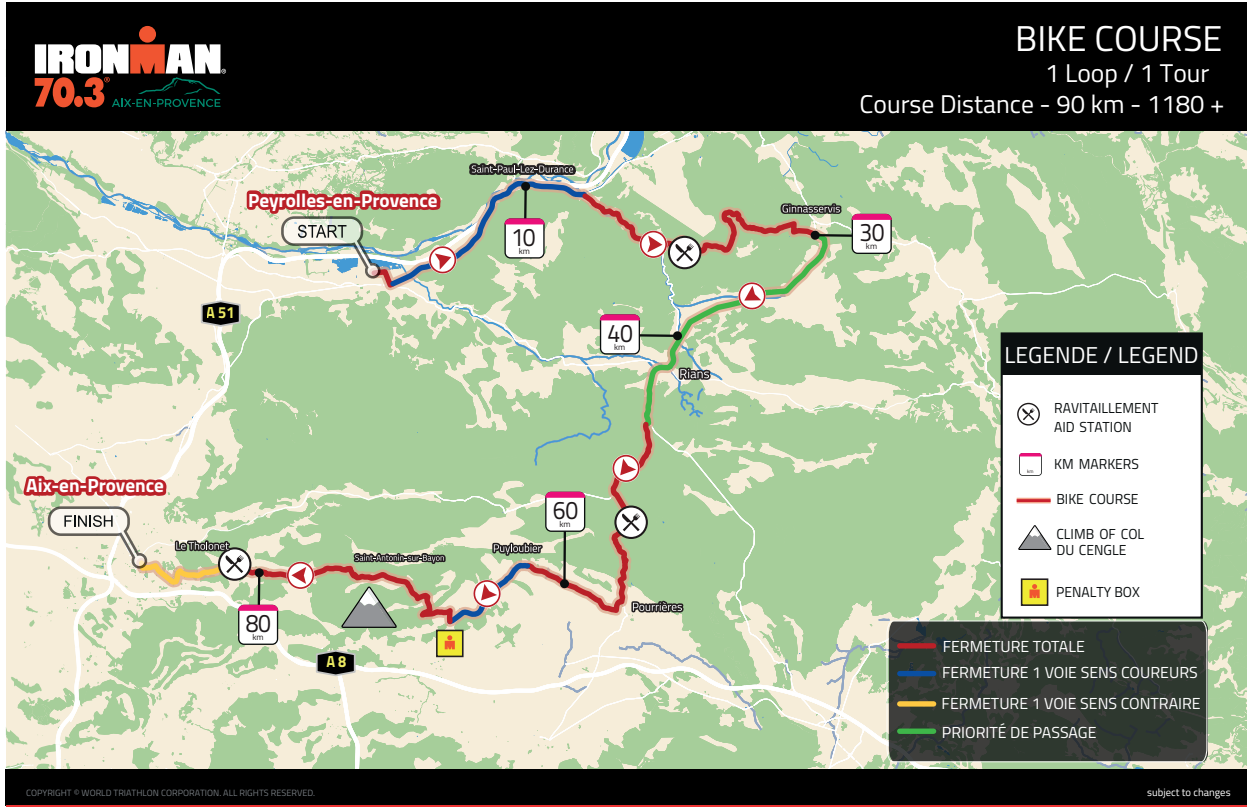 IRONMAN
70.3
AIX-EN-PROVENCE
BIKE COURSE
1 Loop / 1 Tour
Course Distance - 90 km - 1180 +
Saint-Paul-Lez-Durance
Peyrolles-en-Provence
START
10
km
Ginnasservis
30
km
A 51
40
km
Rians
LEGENDE / LEGEND
RAVITAILLEMENT
AID STATION
km
KM MARKERS
BIKE COURSE
CLIMB OF COL
DU CENGLE
PENALTY BOX
Aix-en-Provence
FINISH
60
km
Le Tholonet
Saint-Antonin-sur-Bayon
Puyloubier
Pourrières
80
km
A 8
FERMETURE TOTALE
FERMETURE 1 VOIE SENS COUREURS
FERMETURE 1 VOIE SENS CONTRAIRE
PRIORITÉ DE PASSAGE
COPYRIGHT © WORLD TRIATHLON CORPORATION. ALL RIGHTS RESERVED.
subject to changes